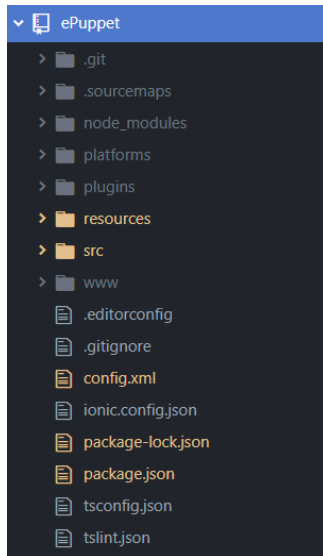 ePuppet
.git
.sourcemaps
node_modules
platforms
plugins
resources
src
www
.editorconfig
.gitignore
config.xml
ionic.config.json
package-lock.json
package.json
tsconfig.json
tslint.json